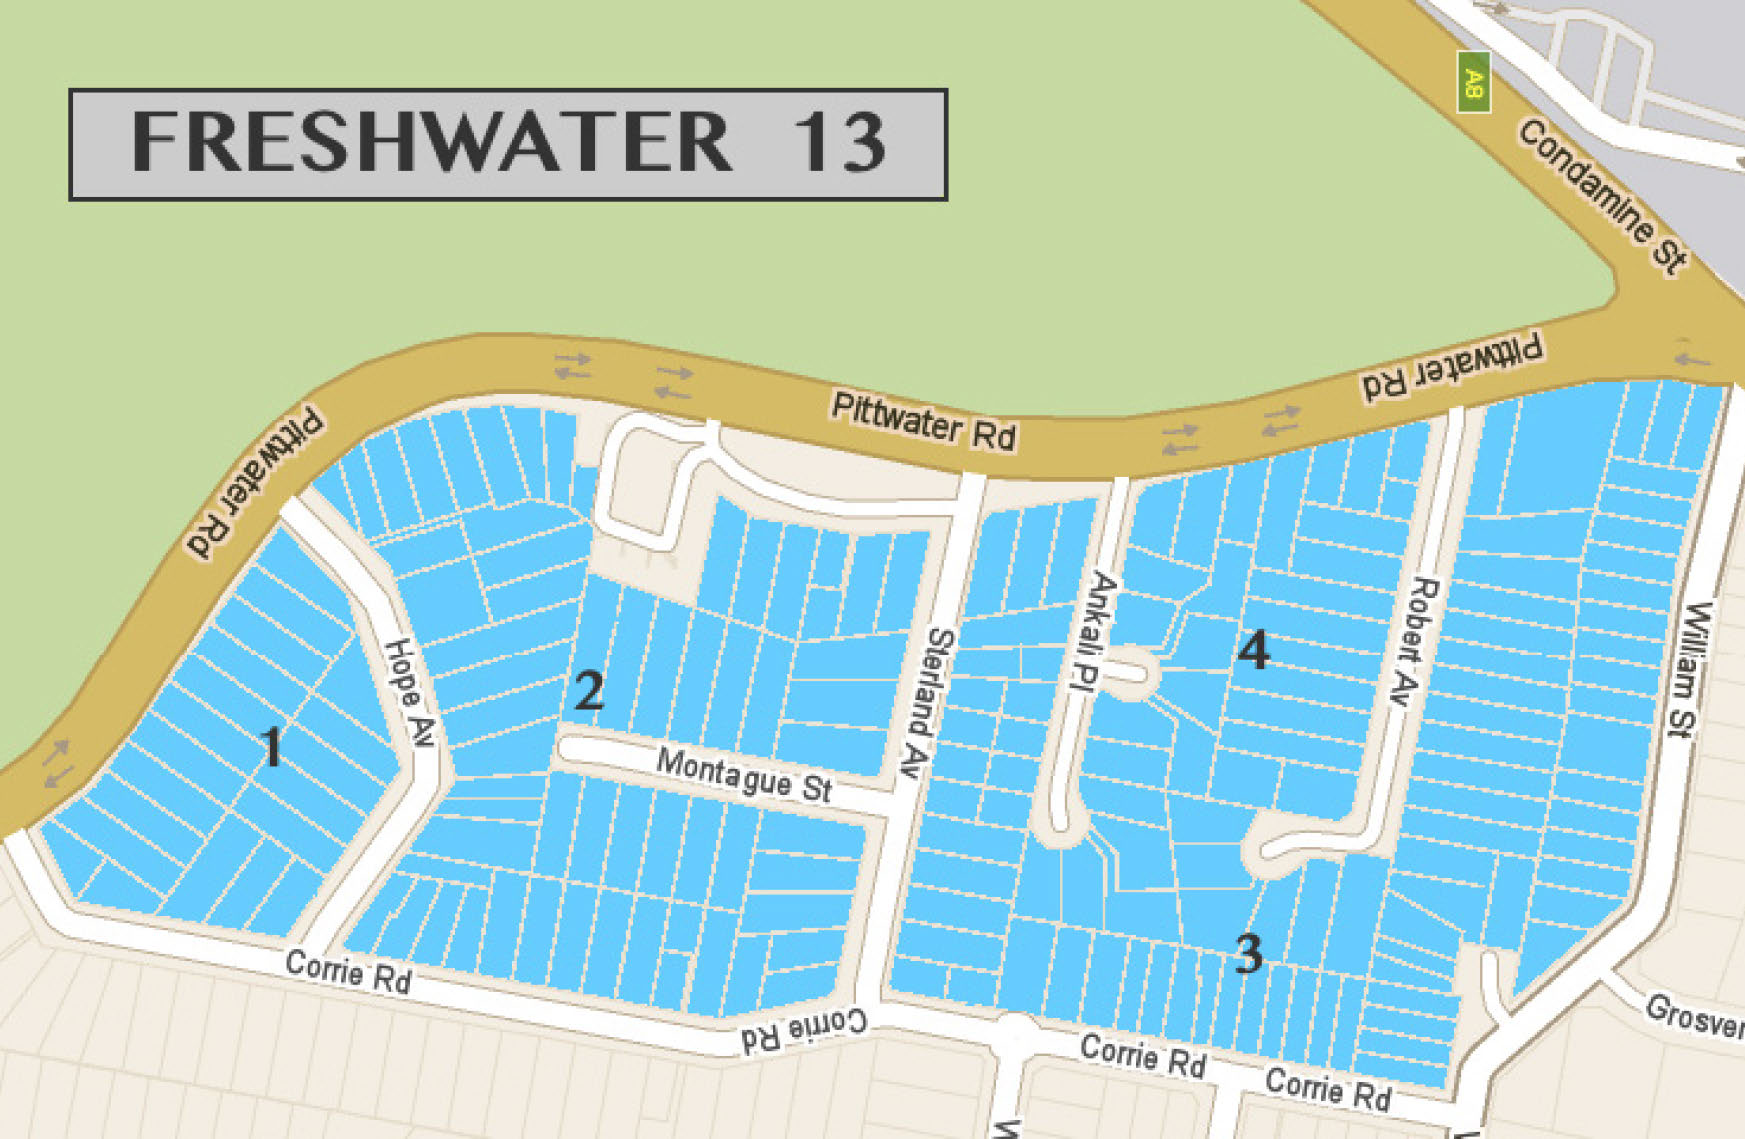 A8
FRESHWATER 13
Condamine St
Pittwater Rd
Pittwater Rd
Pittwater Rd
Ankali Pl
Robert Av
William St
Sterland Av
Hope Av
4
2
1
Montague St
3
Corrie Rd
Corrie Rd
Corrie Rd
Corrie Rd
Grosver
W